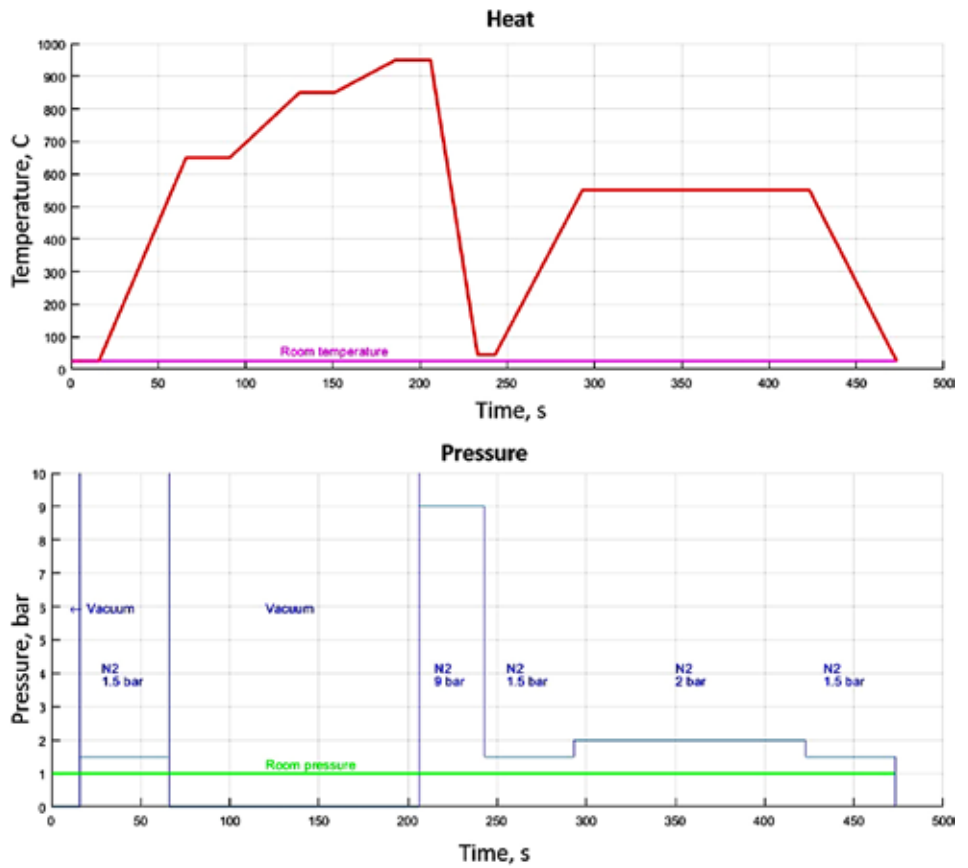 Heat
Temperature, C
1000
900
800
700
600
500
400
300
200
100
0
Room temperature
0 50 100 150 200 250 300 350 400 450 500
Time, s
Pressure
Pressure, bar
10
9
8
7
6
5
4
3
2
1
0
← Vacuum
Vacuum
N2
1.5 bar
N2
9 bar
N2
1.5 bar
N2
2 bar
N2
1.5 bar
Room pressure
0 50 100 150 200 250 300 350 400 450 500
Time, s